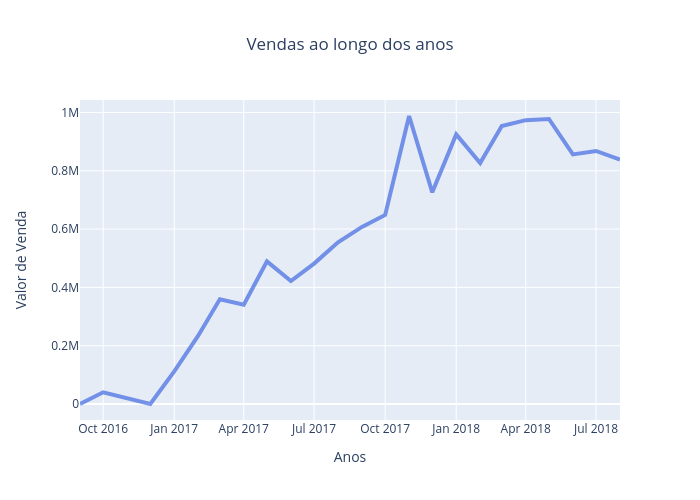 Vendas ao longo dos anos
1M
0.8M
0.6M
0.4M
0.2M
0
Valor de Venda
Oct 2016 Jan 2017 Apr 2017 Jul 2017 Oct 2017 Jan 2018 Apr 2018 Jul 2018
Anos